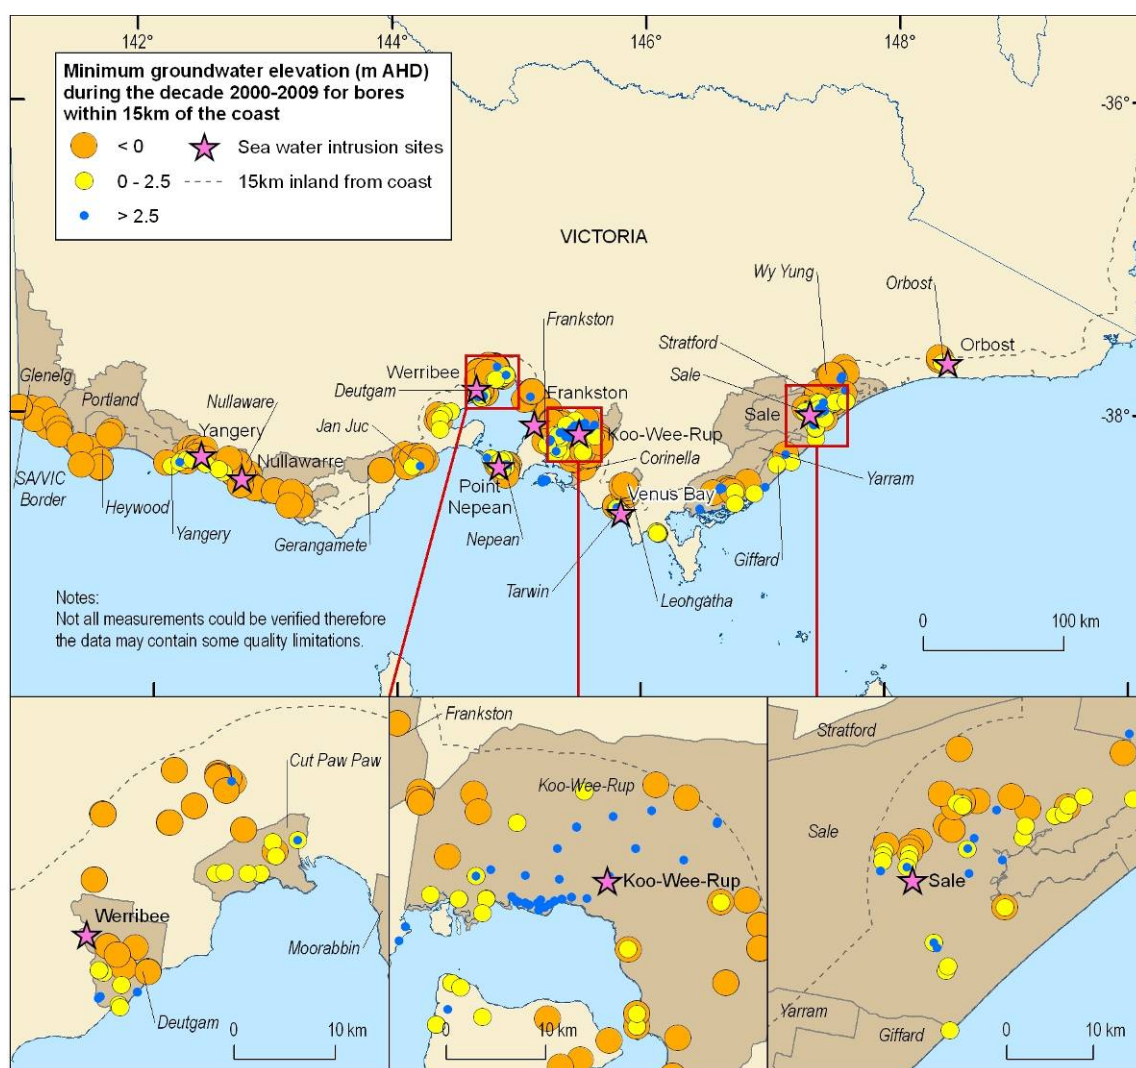 142
144
146
148
-36°
Minimum groundwater elevation (m AHD)
during the decade 2000-2009 for bores
within 15km of the coast
< 0
Sea water intrusion sites
0 - 2.5
15km inland from coast
> 2.5
VICTORIA
Wy Yung
Orbost
Frankston
Stratford
Werribee
Orbost
Deutgam
Sale
Glenelg
Portland
Nullaware
Frankston
Sale
-38°
Yangery
Jan Juc
Koo-Wee-Rup
Nullawarre
Corinella
SA/VIC
Border
Heywood
Point
Nepean
Venus Bay
Yarram
Yangery
Gerangamete
Nepean
Giffard
Tarwin
Leongatha
Notes:
Not all measurements could be verified therefore
the data may contain some quality limitations.
0
100 km
Cut Paw Paw
Werribee
Moorabbin
Deutgam
0
10 km
Frankston
Koo-Wee-Rup
Koo-Wee-Rup
0
10 km
Stratford
Sale
Sale
Yarram
Giffard
0
10 km